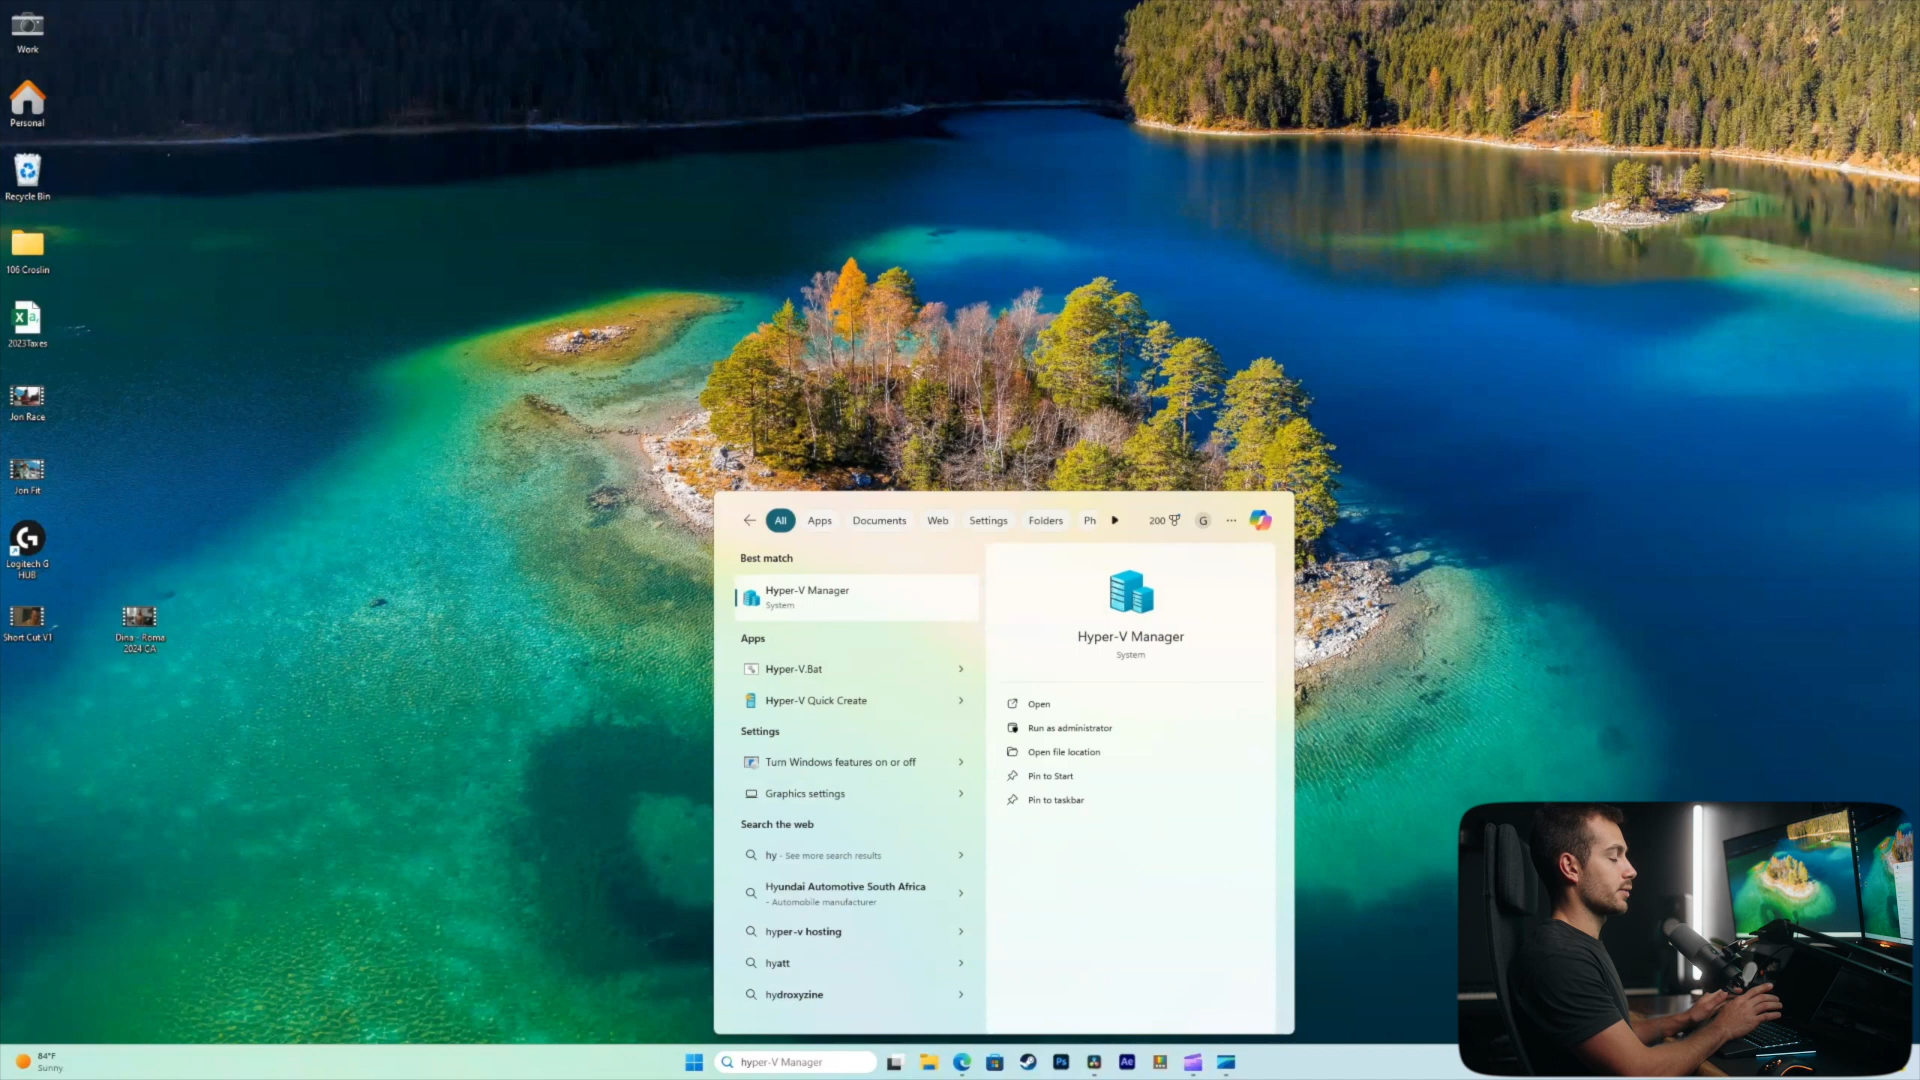 Work
Personal
Recycle Bin
106 Croslin
2023Taxes
Jon Race
Jon Fit
Logitech G
HUB
Short Cut V1
Dina - Roma
2024 CA
All Apps Documents Web Settings Folders Ph
200
G
Best match
Hyper-V Manager
System
Apps
Hyper-V.Bat
Hyper-V Quick Create
Settings
Turn Windows features on or off
Graphics settings
Search the web
hy - See more search results
Hyundai Automotive South Africa
- Automobile manufacturer
hyper-v hosting
hyatt
hydroxyzine
Hyper-V Manager
System
Open
Run as administrator
Open file location
Pin to Start
Pin to taskbar
84°F
Sunny
hyper-V Manager
Ps
Ae